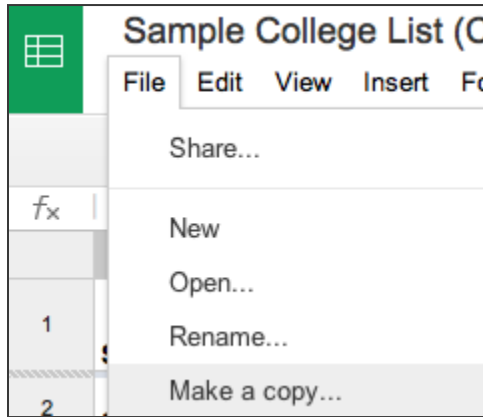 Sample College List (C
File Edit View Insert Fo
Share...
fx
New
Open...
1
Rename...
Make a copy...
2